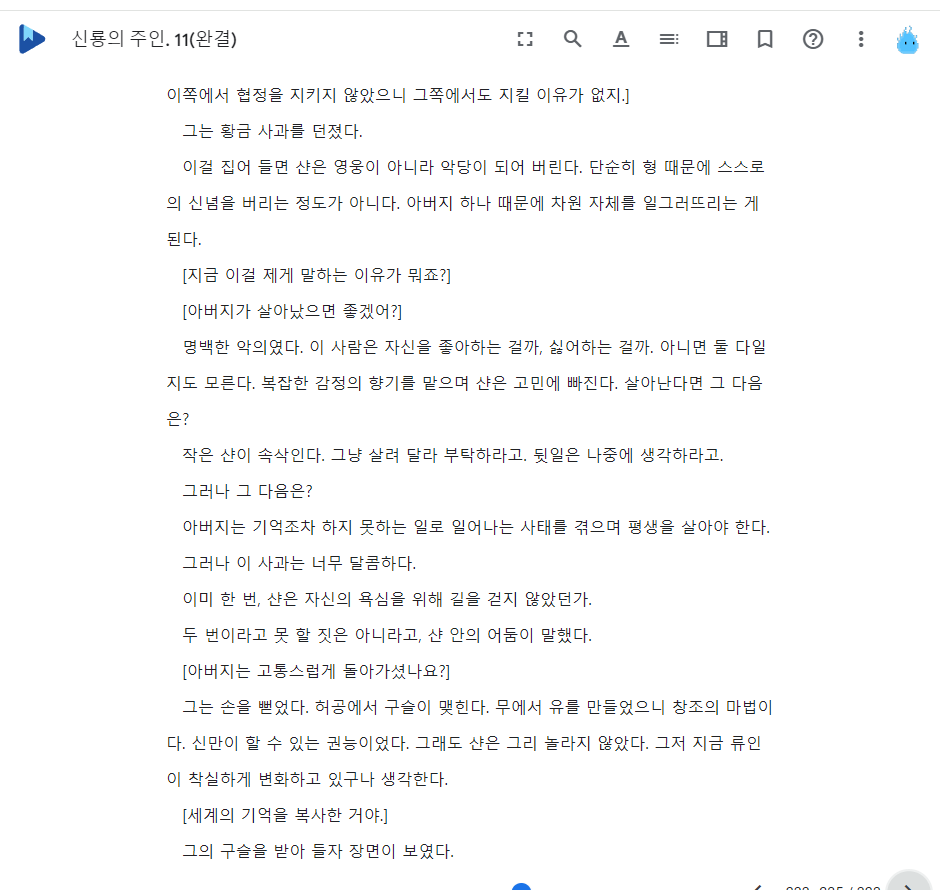 신룡의 주인. 11(완결)
이쪽에서 협정을 지키지 않았으니 그쪽에서도 지킬 이유가 없지.]
그는 황금 사과를 던졌다.
이걸 집어 들면 샨은 영웅이 아니라 악당이 되어 버린다. 단순히 형 때문에 스스로
의 신념을 버리는 정도가 아니다. 아버지 하나 때문에 차원 자체를 일그러뜨리는 게
된다.
[지금 이걸 제게 말하는 이유가 뭐죠?]
[아버지가 살아났으면 좋겠어?]
명백한 악의였다. 이 사람은 자신을 좋아하는 걸까, 싫어하는 걸까. 아니면 둘 다일
지도 모른다. 복잡한 감정의 향기를 맡으며 샨은 고민에 빠진다. 살아난다면 그 다음
은?
작은 샨이 속삭인다. 그냥 살려 달라 부탁하라고. 뒷일은 나중에 생각하라고.
그러나 그 다음은?
아버지는 기억조차 하지 못하는 일로 일어나는 사태를 겪으며 평생을 살아야 한다.
그러나 이 사과는 너무 달콤하다.
이미 한 번, 샨은 자신의 욕심을 위해 길을 걷지 않았던가.
두 번이라고 못 할 짓은 아니라고, 샨 안의 어둠이 말했다.
[아버지는 고통스럽게 돌아가셨나요?]
그는 손을 뻗었다. 허공에서 구슬이 맺힌다. 무에서 유를 만들었으니 창조의 마법이
다. 신만이 할 수 있는 권능이었다. 그래도 샨은 그리 놀라지 않았다. 그저 지금 류인
이 착실하게 변화하고 있구나 생각한다.
[세계의 기억을 복사한 거야.]
그의 구슬을 받아 들자 장면이 보였다.